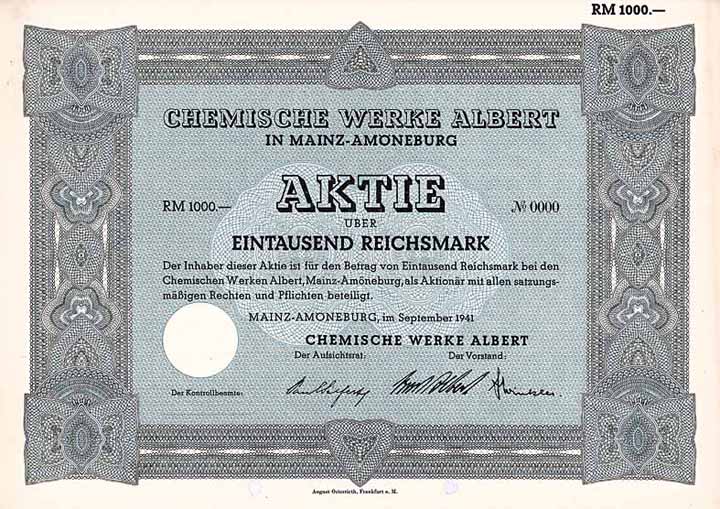 RM 1000.—
CHEMISCHE WERKE ALBERT
IN MAINZ-AMÖNEBURG
AKTIE
RM 1000.— № 0000
ÜBER
EINTAUSEND REICHSMARK
Der Inhaber dieser Aktie ist für den Betrag von Eintausend Reichsmark bei den
Chemischen Werken Albert, Mainz-Amöneburg, als Aktionär mit allen satzungs-
mäßigen Rechten und Pflichten beteiligt.
MAINZ-AMÖNEBURG, im September 1941
CHEMISCHE WERKE ALBERT
Der Aufsichtsrat: Der Vorstand:
Der Kontrollbeamte:
August Osterrieth, Frankfurt a. M.